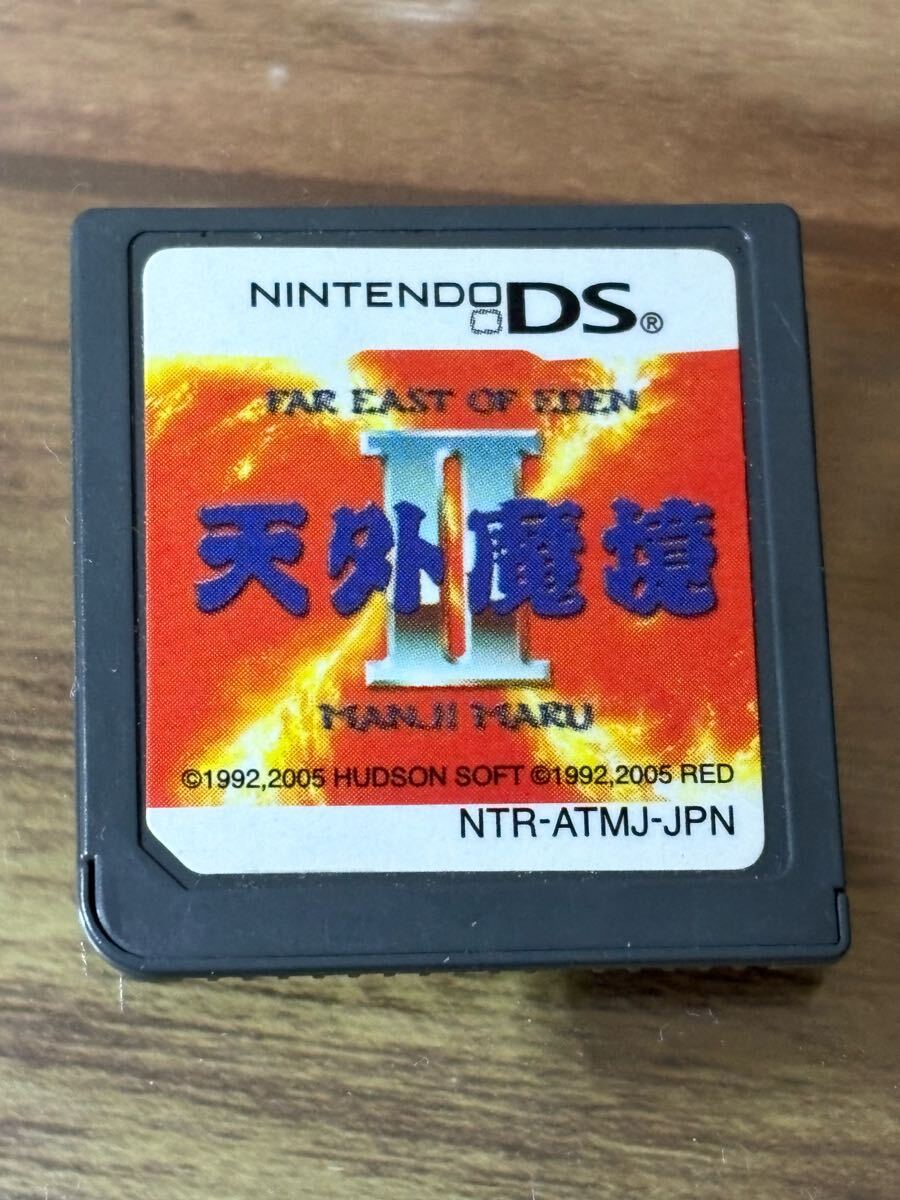 NINTENDO DS®
FAR EAST OF EDEN
II
天外魔境
MANJI MARU
©1992,2005 HUDSON SOFT ©1992,2005 RED
NTR-ATMJ-JPN